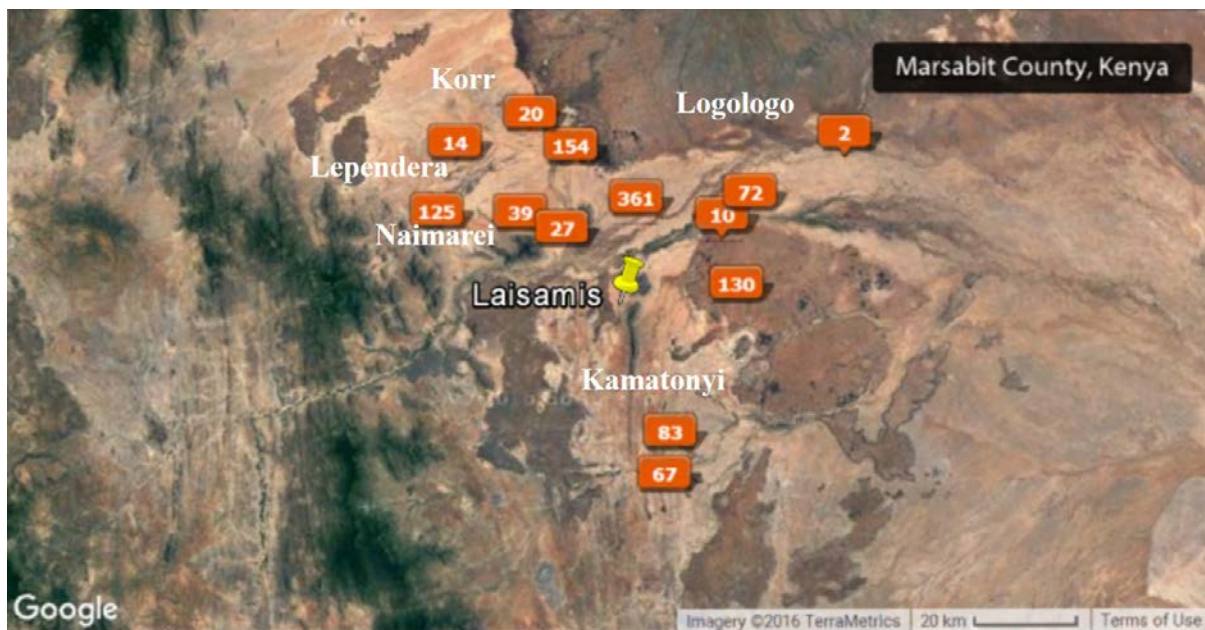 Marsabit County, Kenya
Korr
20
Logologo
2
14
154
Lependera
361
72
125
39
10
27
Naimarei
130
Laisamis
Kamatonyi
83
67
Google
Imagery ©2016 TerraMetrics
20 km
Terms of Use